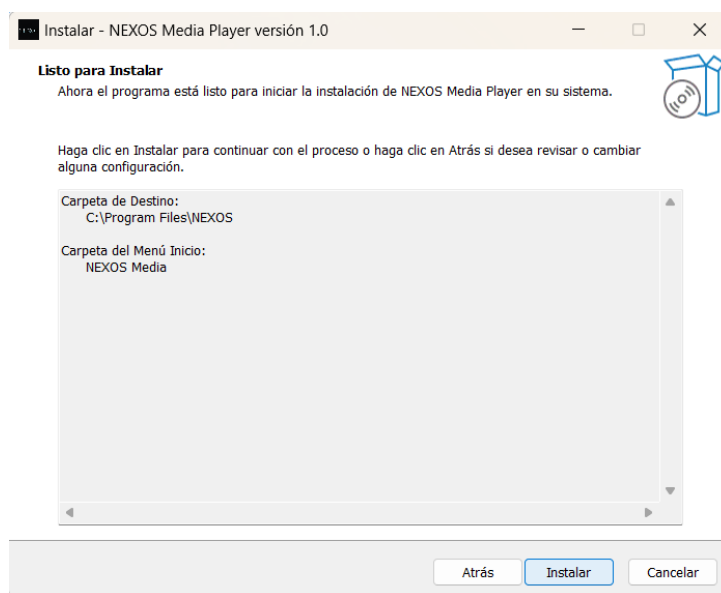 Instalar - NEXOS Media Player versión 1.0
Listo para Instalar
Ahora el programa está listo para iniciar la instalación de NEXOS Media Player en su sistema.
Haga clic en Instalar para continuar con el proceso o haga clic en Atrás si desea revisar o cambiar
alguna configuración.
Carpeta de Destino:
C:\Program Files\NEXOS
Carpeta del Menú Inicio:
NEXOS Media
Atrás
Instalar
Cancelar